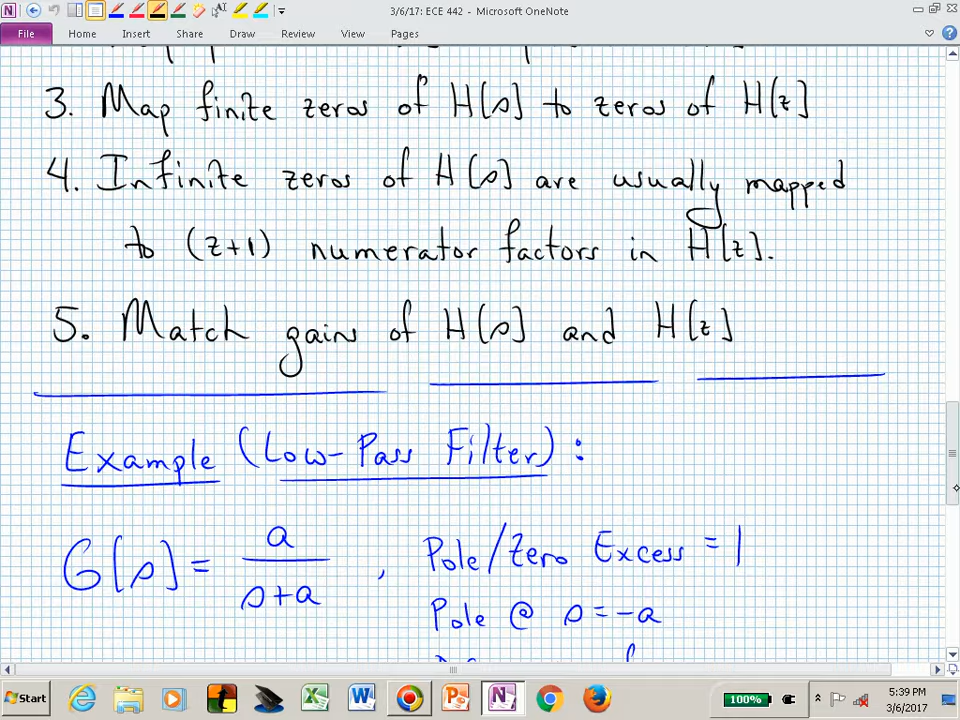 3/6/17: ECE 442 - Microsoft OneNote
File Home Insert Share Draw Review View Pages
3. Map finite zeros of H[s] to zeros of H[z]
4. Infinite zeros of H[s] are usually mapped
to (z+1) numerator factors in H[z].
5. Match gains of H[s] and H[z]
Example (Low-Pass Filter):
G[s] = a/(s+a) , Pole/Zero Excess = 1
Pole @ s=-a
Start 100% 5:39 PM
3/6/2017